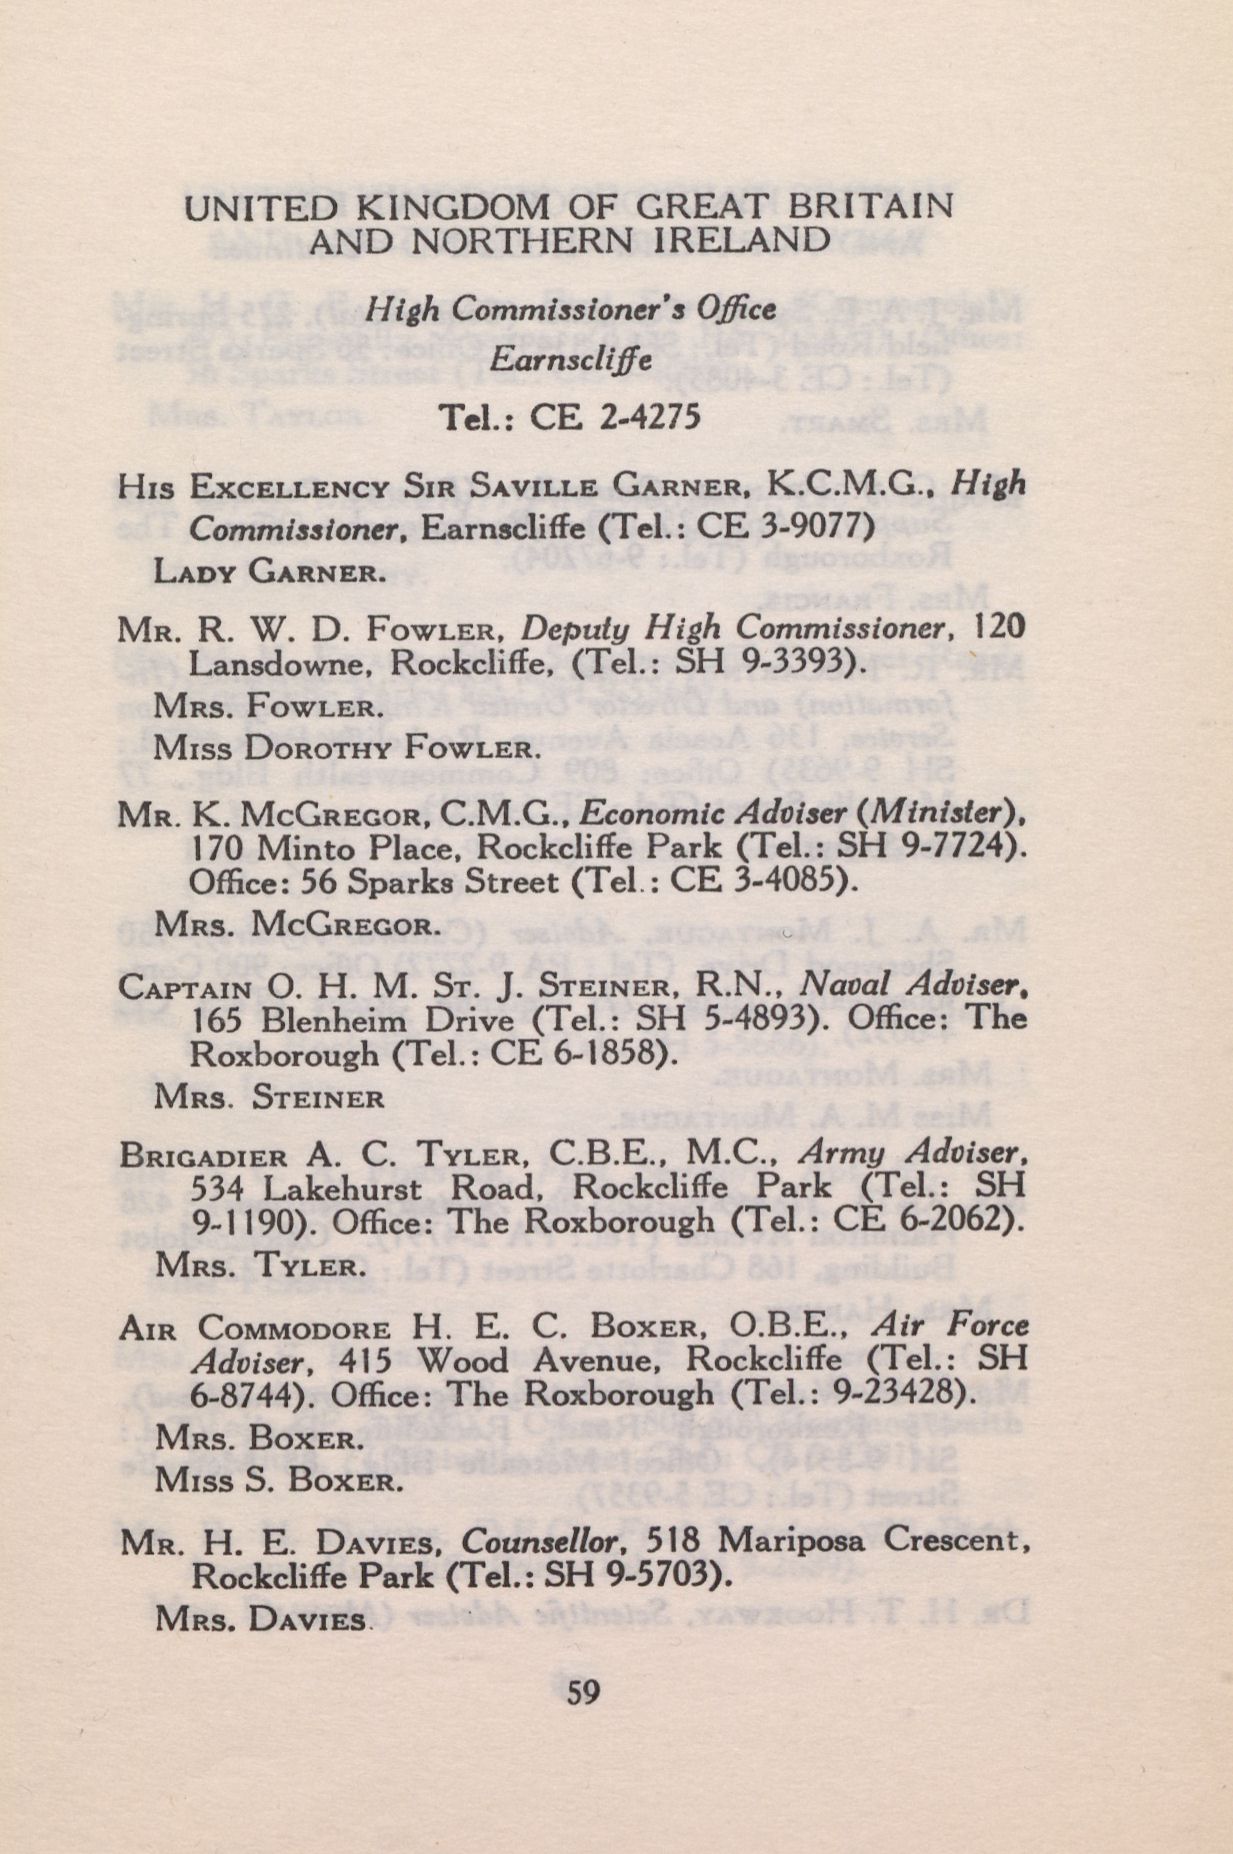 UNITED KINGDOM OF GREAT BRITAIN
AND NORTHERN IRELAND
High Commissioner's Office
Earnscliffe
Tel.: CE 2-4275
HIS EXCELLENCY SIR SAVILLE GARNER, K.C.M.G., High
Commissioner, Earnscliffe (Tel.: CE 3-9077)
LADY GARNER.
MR. R. W. D. FOWLER, Deputy High Commissioner, 120
Lansdowne, Rockcliffe, (Tel.: SH 9-3393).
MRS. FOWLER.
MISS DOROTHY FOWLER.
MR. K. MCGREGOR, C.M.G., Economic Adviser (Minister),
170 Minto Place, Rockcliffe Park (Tel.: SH 9-7724).
Office: 56 Sparks Street (Tel.: CE 3-4085).
MRS. MCGREGOR.
CAPTAIN O. H. M. ST. J. STEINER, R.N., Naval Adviser,
165 Blenheim Drive (Tel.: SH 5-4893). Office: The
Roxborough (Tel.: CE 6-1858).
MRS. STEINER
BRIGADIER A. C. TYLER, C.B.E., M.C., Army Adviser,
534 Lakehurst Road, Rockcliffe Park (Tel.: SH
9-1190). Office: The Roxborough (Tel.: CE 6-2062).
MRS. TYLER.
AIR COMMODORE H. E. C. BOXER, O.B.E., Air Force
Adviser, 415 Wood Avenue, Rockcliffe (Tel.: SH
6-8744). Office: The Roxborough (Tel.: 9-23428).
MRS. BOXER.
MISS S. BOXER.
MR. H. E. DAVIES, Counsellor, 518 Mariposa Crescent,
Rockcliffe Park (Tel.: SH 9-5703).
MRS. DAVIES.
59